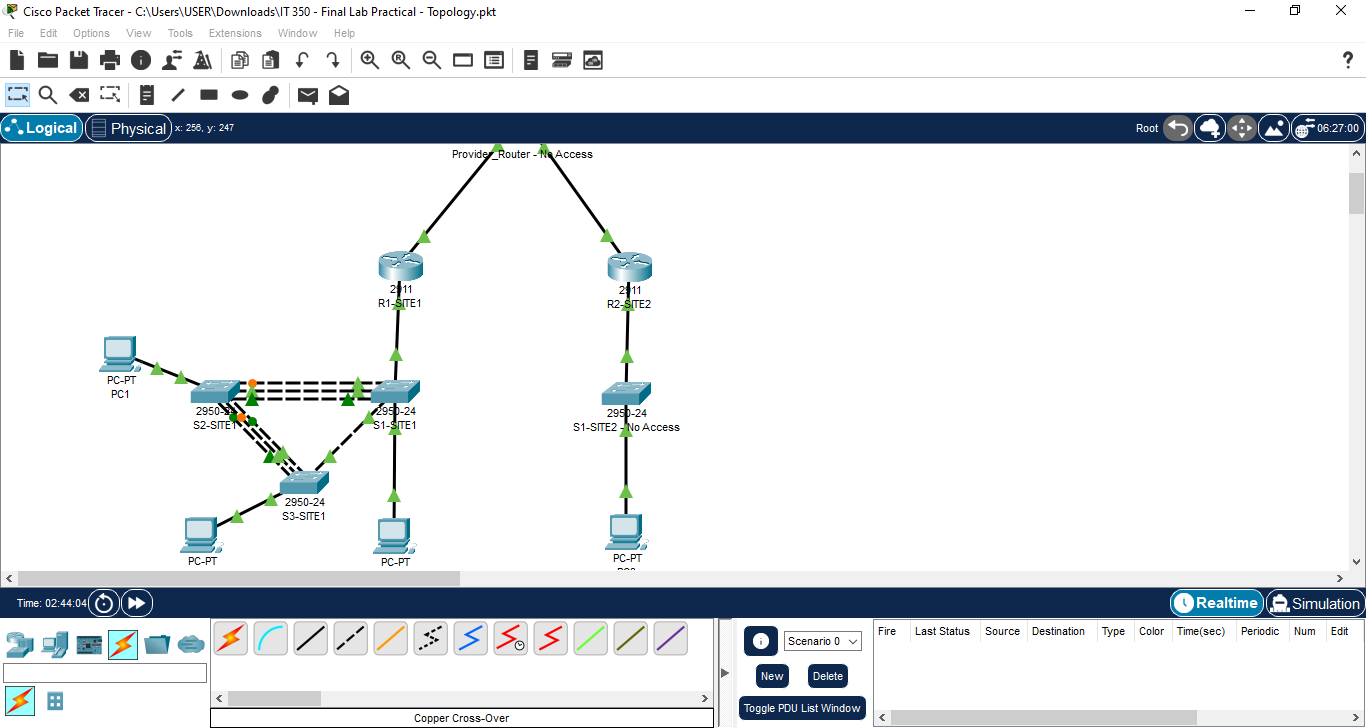 Cisco Packet Tracer - C:\Users\USER\Downloads\IT 350 - Final Lab Practical - Topology.pkt
File Edit Options View Tools Extensions Window Help
Logical Physical x: 256, y: 247 Root 06:27:00
Provider_Router - No Access
2911
R1-SITE1
2911
R2-SITE2
PC-PT
PC1
2950-24
S2-SITE1
2950-24
S1-SITE1
2950-24
S1-SITE2 - No Access
2950-24
S3-SITE1
PC-PT
PC-PT
PC-PT
Time: 02:44:04 Realtime Simulation
Scenario 0
New Delete
Toggle PDU List Window
Fire Last Status Source Destination Type Color Time(sec) Periodic Num Edit
Copper Cross-Over